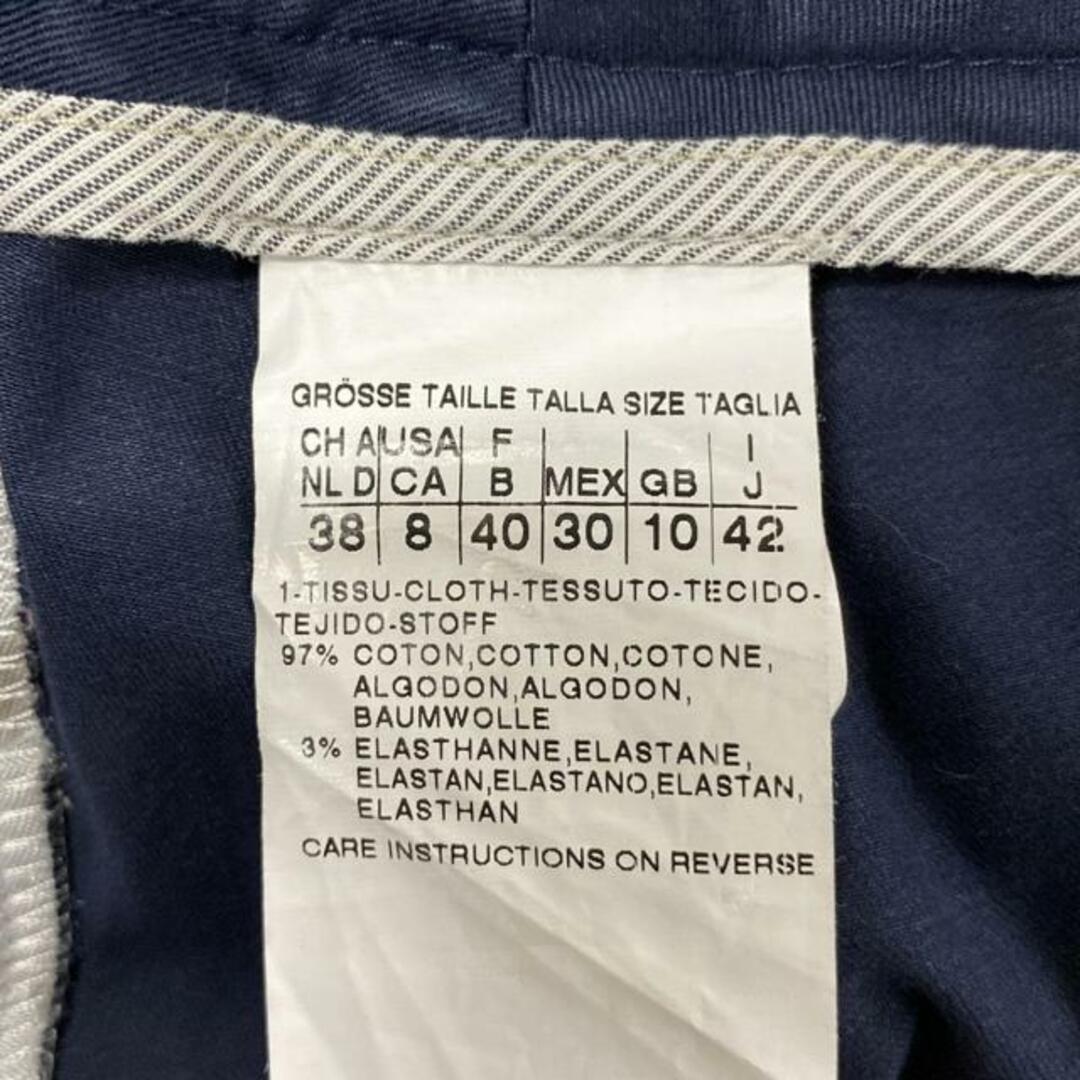 GRÖSSE TAILLE TALLA SIZE TAGLIA
CH A USA F I
NL D CA B MEX GB J
38 8 40 30 10 42
1-TISSU-CLOTH-TESSUTO-TECIDO-
TEJIDO-STOFF
97% COTON,COTTON,COTONE,
ALGODON,ALGODON,
BAUMWOLLE
3% ELASTHANNE,ELASTANE,
ELASTAN,ELASTANO,ELASTAN,
ELASTHAN
CARE INSTRUCTIONS ON REVERSE